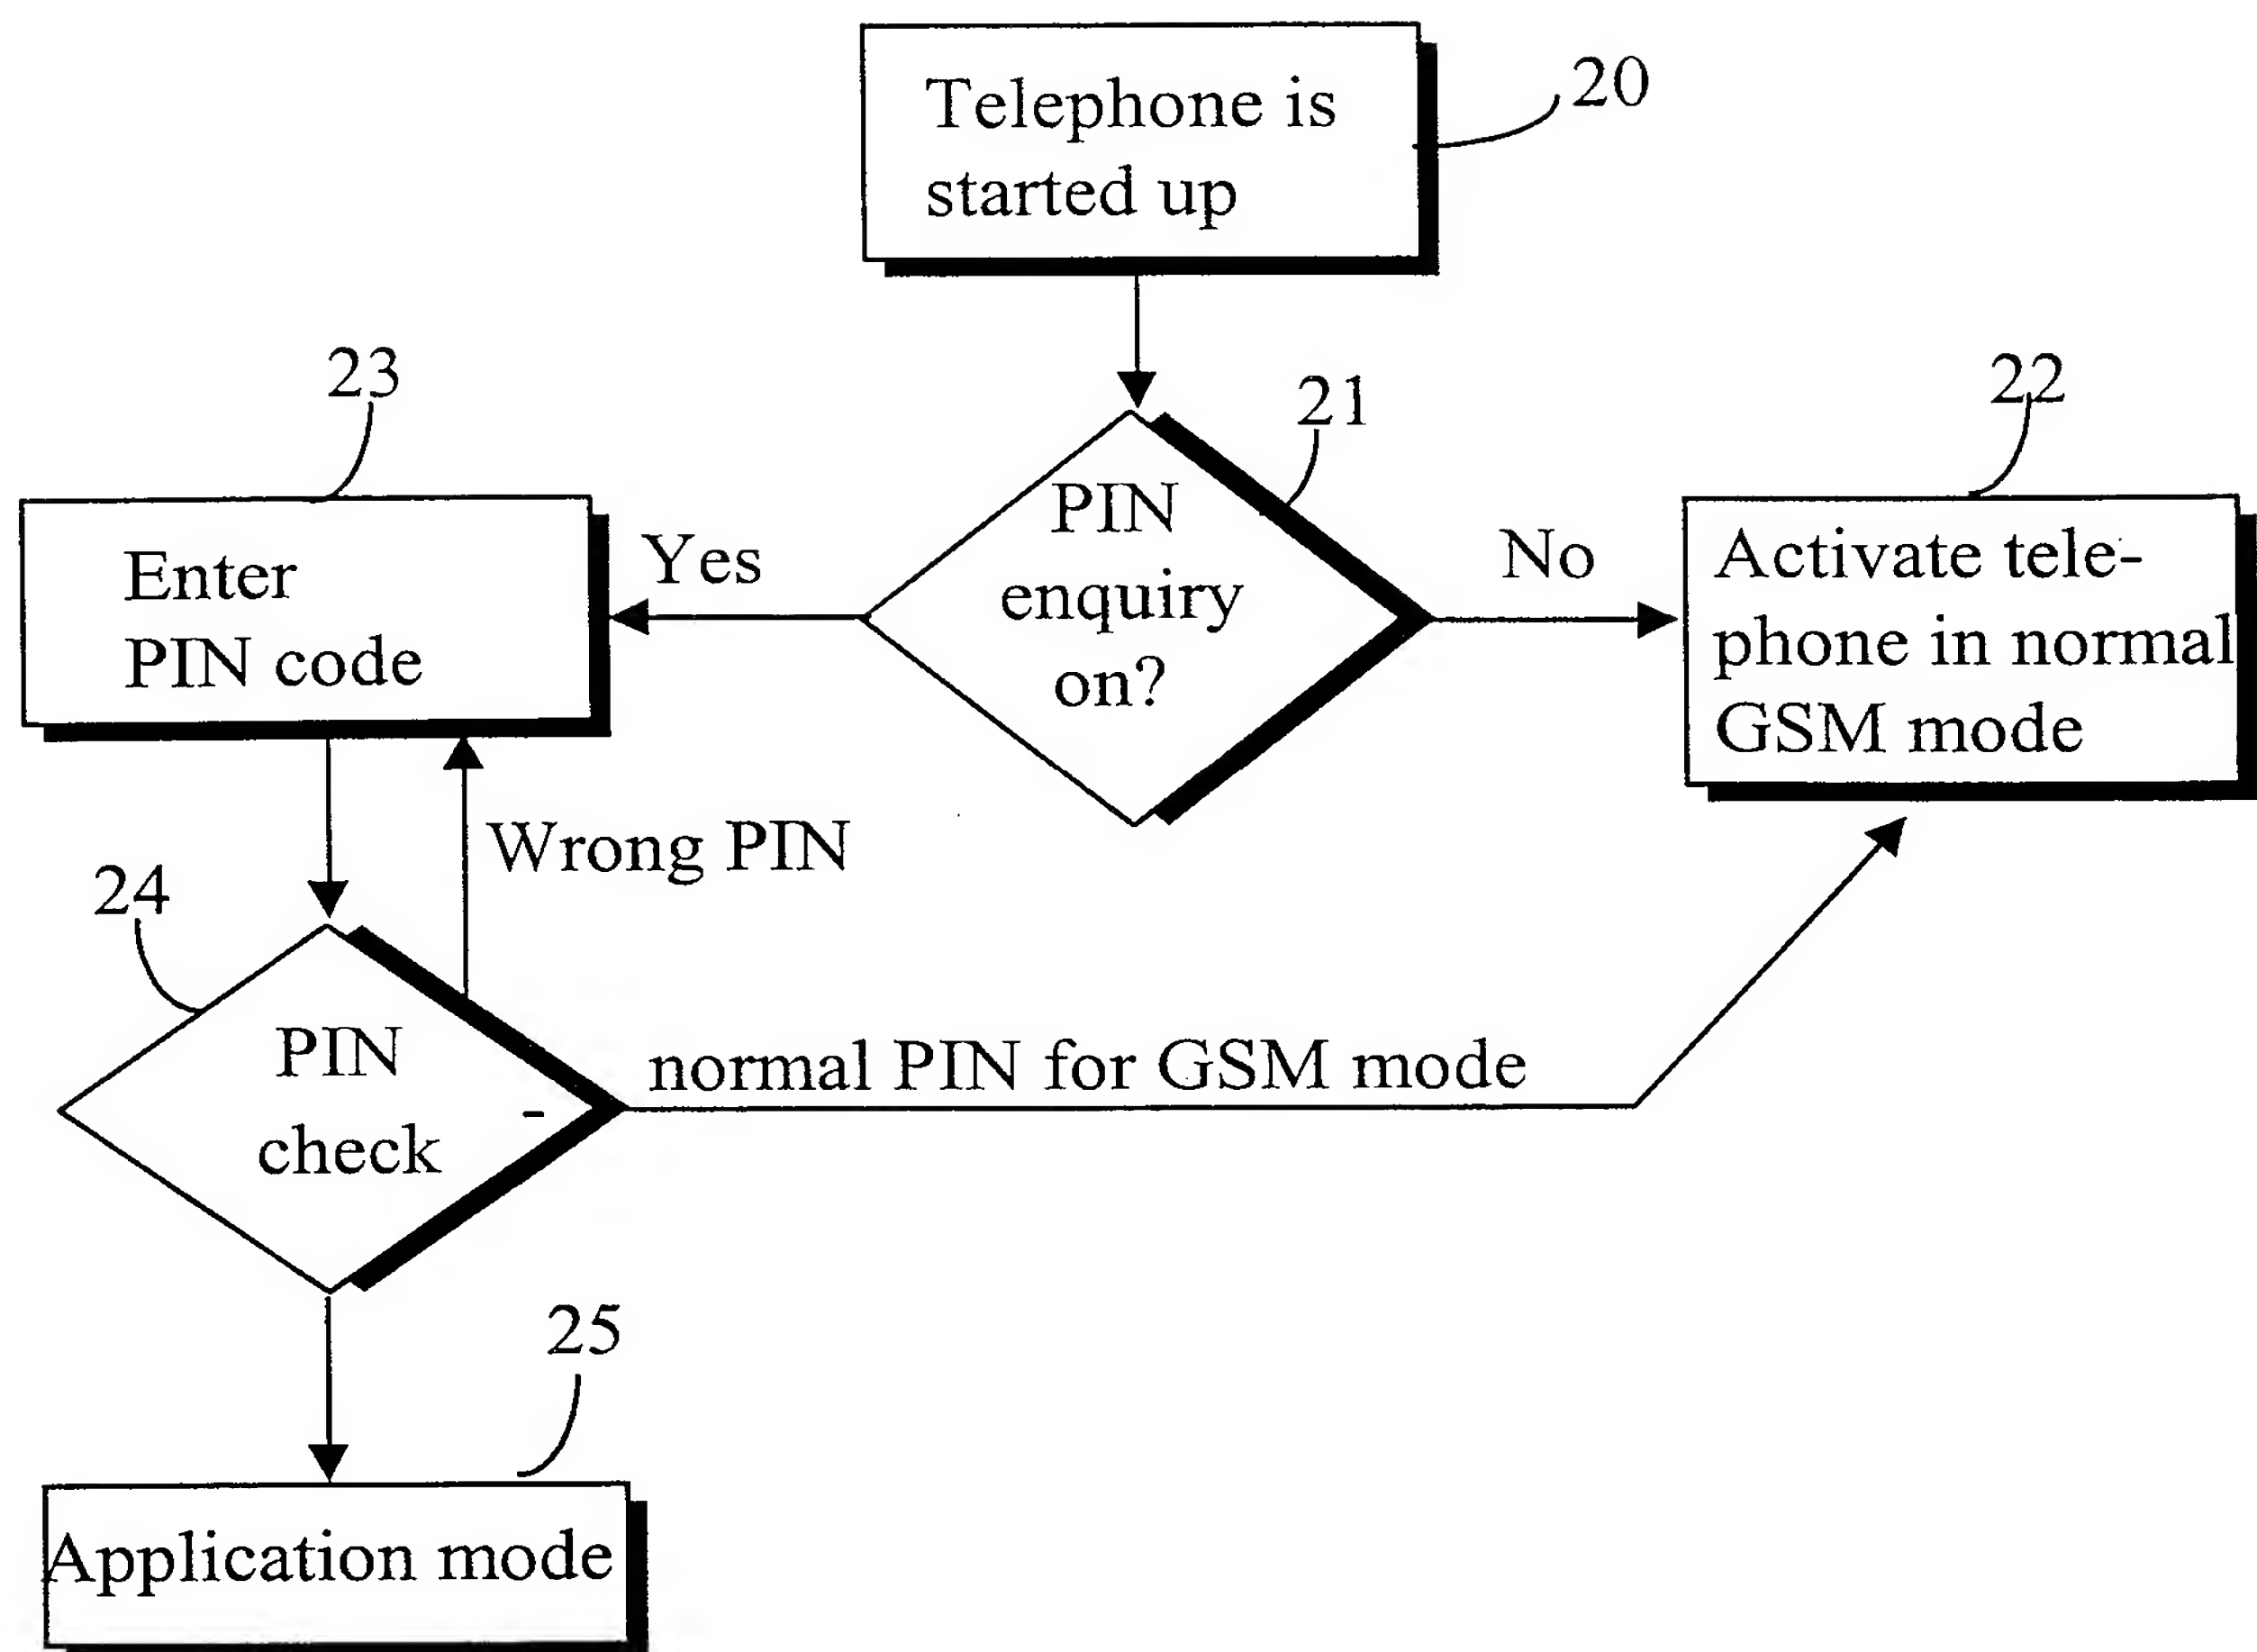 Telephone is
started up
20
23
21
22
PIN
enquiry
on?
Yes
No
Enter
PIN code
Activate tele-
phone in normal
GSM mode
Wrong PIN
24
PIN
check
normal PIN for GSM mode
25
Application mode